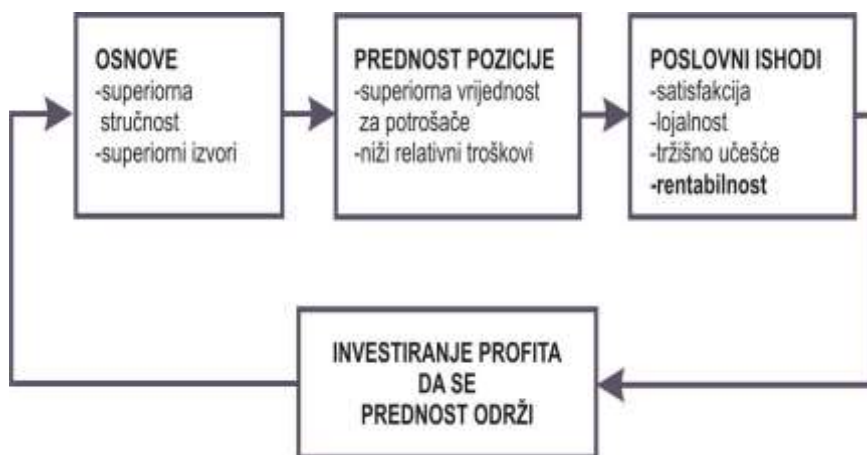 OSNOVE
-superiorna
stručnost
-superiorni izvori
PREDNOST POZICIJE
-superiorna vrijednost
za potrošače
-niži relativni troškovi
POSLOVNI ISHODI
-satisfakcija
-lojalnost
-tržišno učešće
-rentabilnost
INVESTIRANJE PROFITA
DA SE
PREDNOST ODRŽI